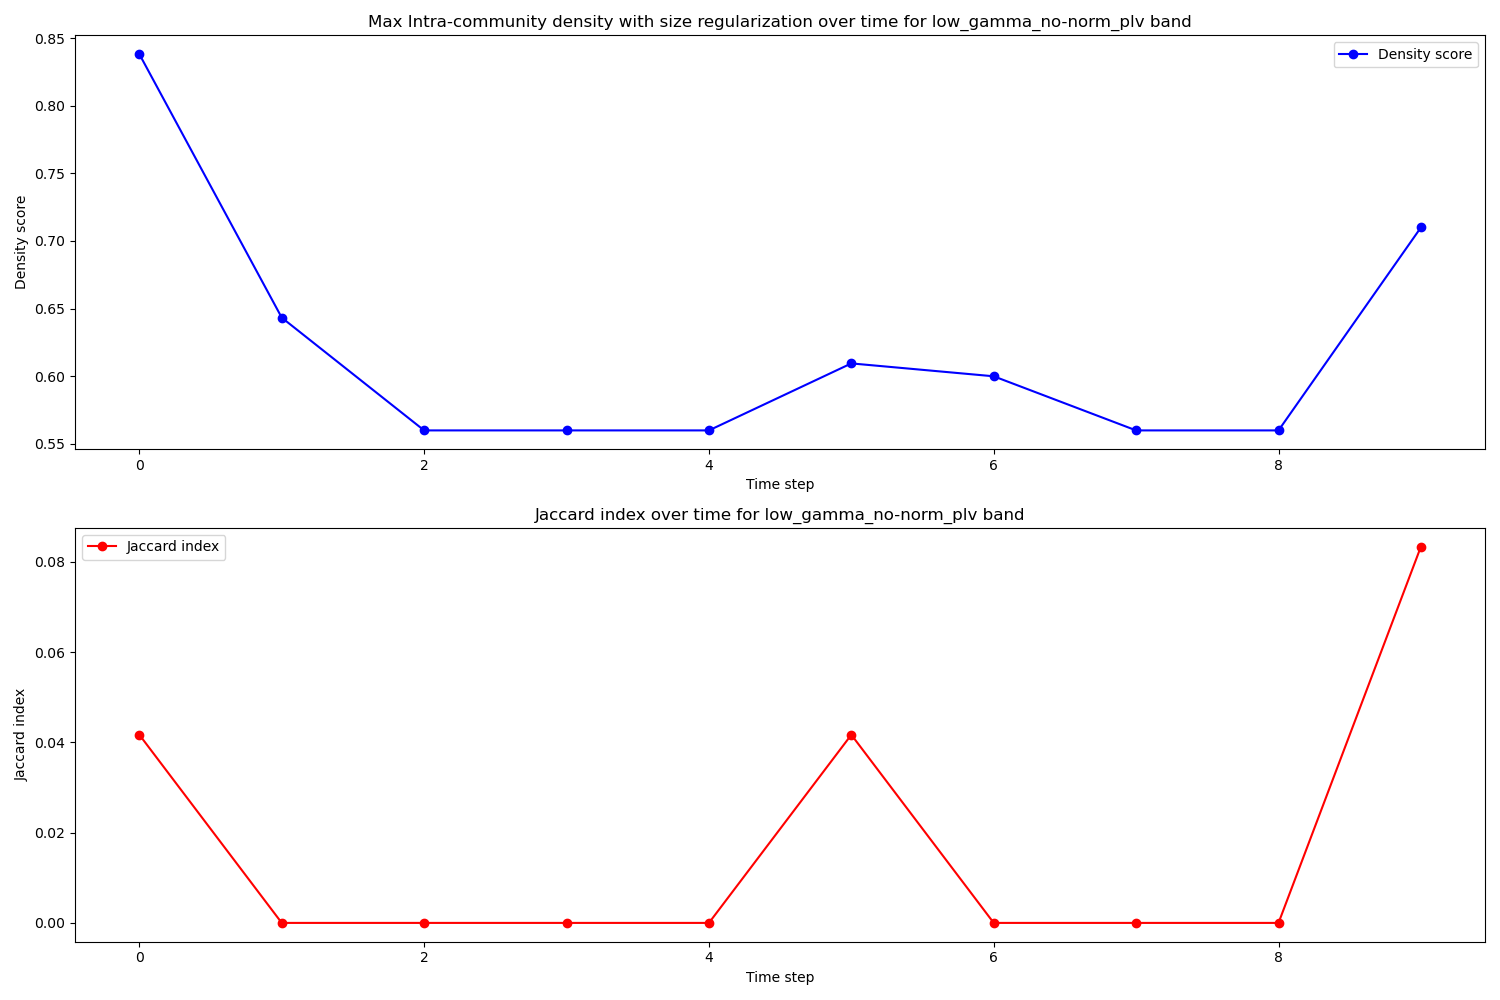 Max Intra-community density with size regularization over time for low_gamma_no-norm_plv band
Density score
0.85
0.80
0.75
0.70
0.65
0.60
0.55
Density score
0 2 4 6 8
Time step
Jaccard index over time for low_gamma_no-norm_plv band
Jaccard index
0.08
0.06
0.04
0.02
0.00
Jaccard index
0 2 4 6 8
Time step